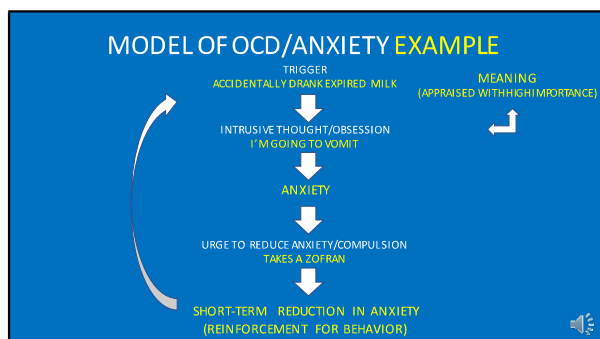 MODEL OF OCD/ANXIETY EXAMPLE
TRIGGER
ACCIDENTALLY DRANK EXPIRED MILK
MEANING
(APPRAISED WITH HIGH IMPORTANCE)
INTRUSIVE THOUGHT/OBSESSION
I'M GOING TO VOMIT
ANXIETY
URGE TO REDUCE ANXIETY/COMPULSION
TAKES A ZOFRAN
SHORT-TERM REDUCTION IN ANXIETY
(REINFORCEMENT FOR BEHAVIOR)